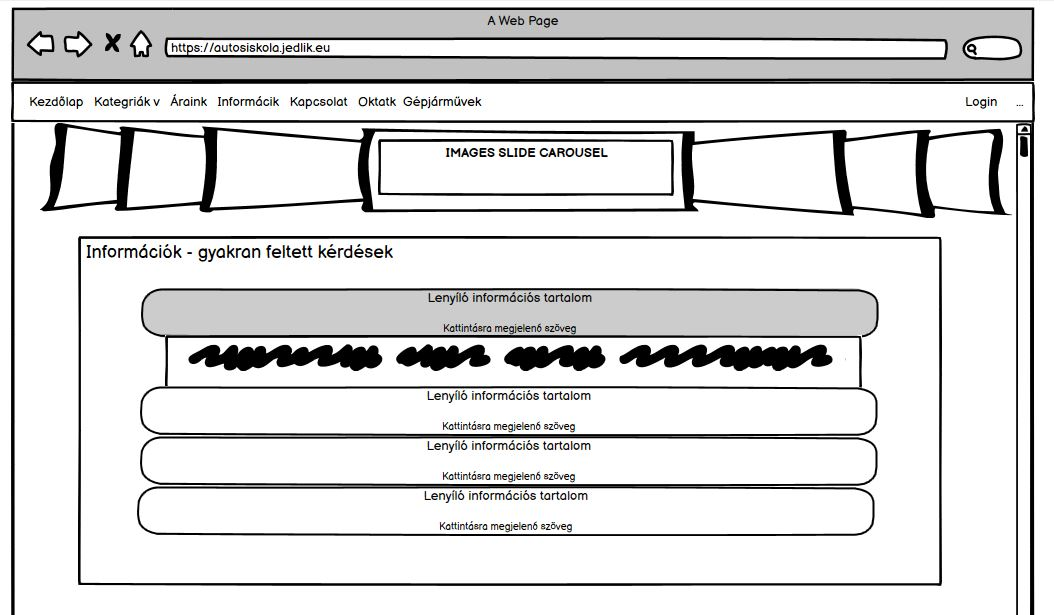 A Web Page
https://autosiskola.jedlik.eu
Kezdőlap Kategriák v Áraink Informácik Kapcsolat Oktatk Gépjárművek Login ...
IMAGES SLIDE CAROUSEL
Információk - gyakran feltett kérdések
Lenyíló információs tartalom
Kattintásra megjelenő szöveg
Lenyíló információs tartalom
Kattintásra megjelenő szöveg
Lenyíló információs tartalom
Kattintásra megjelenő szöveg
Lenyíló információs tartalom
Kattintásra megjelenő szöveg